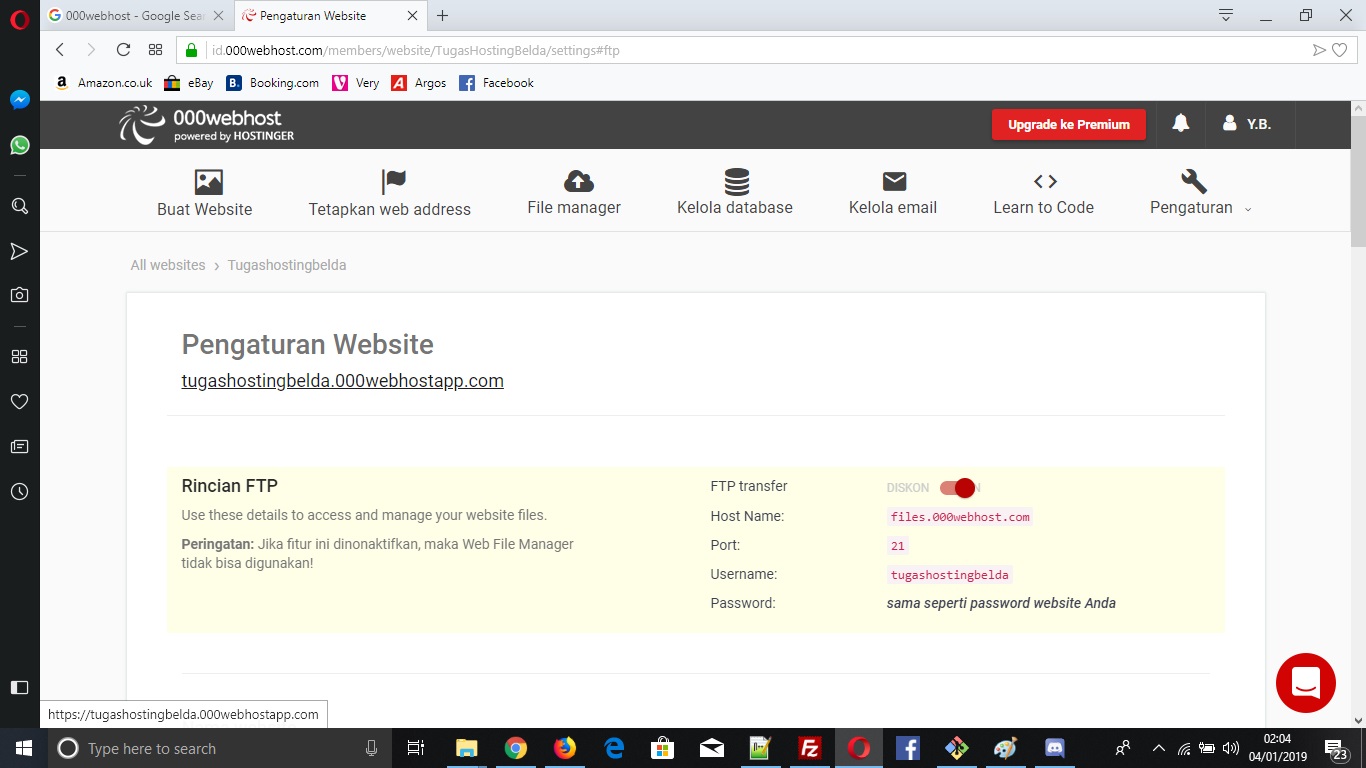 000webhost - Google Sea
Pengaturan Website
id.000webhost.com/members/website/TugasHostingBelda/settings#ftp
Amazon.co.uk eBay Booking.com Very Argos Facebook
000webhost
powered by HOSTINGER
Upgrade ke Premium
Y.B.
Buat Website Tetapkan web address File manager Kelola database Kelola email Learn to Code Pengaturan
All websites › Tugashostingbelda
Pengaturan Website
tugashostingbelda.000webhostapp.com
Rincian FTP
Use these details to access and manage your website files.
Peringatan: Jika fitur ini dinonaktifkan, maka Web File Manager
tidak bisa digunakan!
FTP transfer DISKON N
Host Name: files.000webhost.com
Port: 21
Username: tugashostingbelda
Password: sama seperti password website Anda
https://tugashostingbelda.000webhostapp.com
Type here to search
02:04
04/01/2019
23